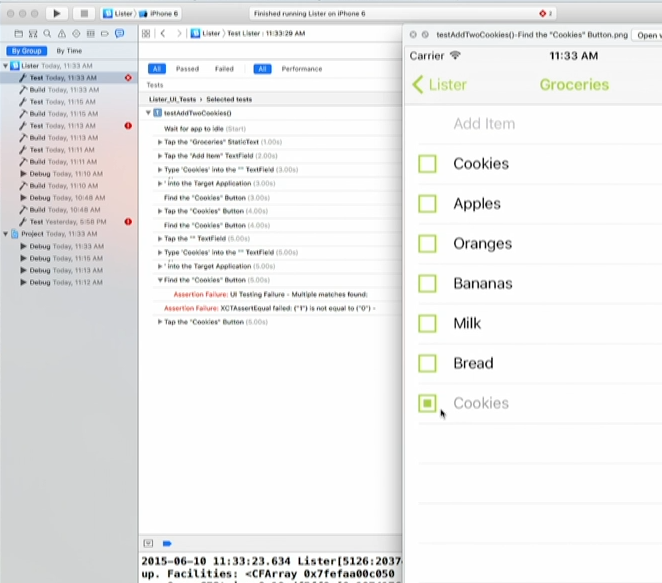 Lister
iPhone 6
Finished running Lister on iPhone 6
2
Lister
Test Lister : 11:33:29 AM
testAddTwoCookies()-Find the "Cookies" Button.png
Open
By Group
By Time
Lister Today, 11:33 AM
Test Today, 11:33 AM
Build Today, 11:33 AM
Test Today, 11:15 AM
Build Today, 11:15 AM
Test Today, 11:13 AM
Build Today, 11:13 AM
Test Today, 11:11 AM
Build Today, 11:11 AM
Debug Today, 11:10 AM
Build Today, 11:10 AM
Debug Today, 10:48 AM
Build Today, 10:48 AM
Test Yesterday, 5:58 PM
Project Today, 11:33 AM
Debug Today, 11:33 AM
Debug Today, 11:15 AM
Debug Today, 11:13 AM
Debug Today, 11:12 AM
All Passed Failed All Performance
Tests
Lister_UI_Tests > Selected tests
testAddTwoCookies()
Wait for app to idle (Start)
Tap the "Groceries" StaticText (1.00s)
Tap the "Add Item" TextField (2.00s)
Type 'Cookies' into the "" TextField (3.00s)
' into the Target Application (3.00s)
Find the "Cookies" Button (3.00s)
Tap the "Cookies" Button (4.00s)
Find the "Cookies" Button (4.00s)
Tap the "" TextField (5.00s)
Type 'Cookies' into the "" TextField (5.00s)
' into the Target Application (5.00s)
Find the "Cookies" Button (5.00s)
Assertion Failure: UI Testing Failure - Multiple matches found:
Assertion Failure: XCTAssertEqual failed: ("1") is not equal to ("0") -
Tap the "Cookies" Button (5.00s)
Carrier
11:33 AM
Lister
Groceries
Add Item
Cookies
Apples
Oranges
Bananas
Milk
Bread
Cookies
2015-06-10 11:33:23.634 Lister[5126:2037
up. Facilities: <CFArray 0x7fefaa00c050